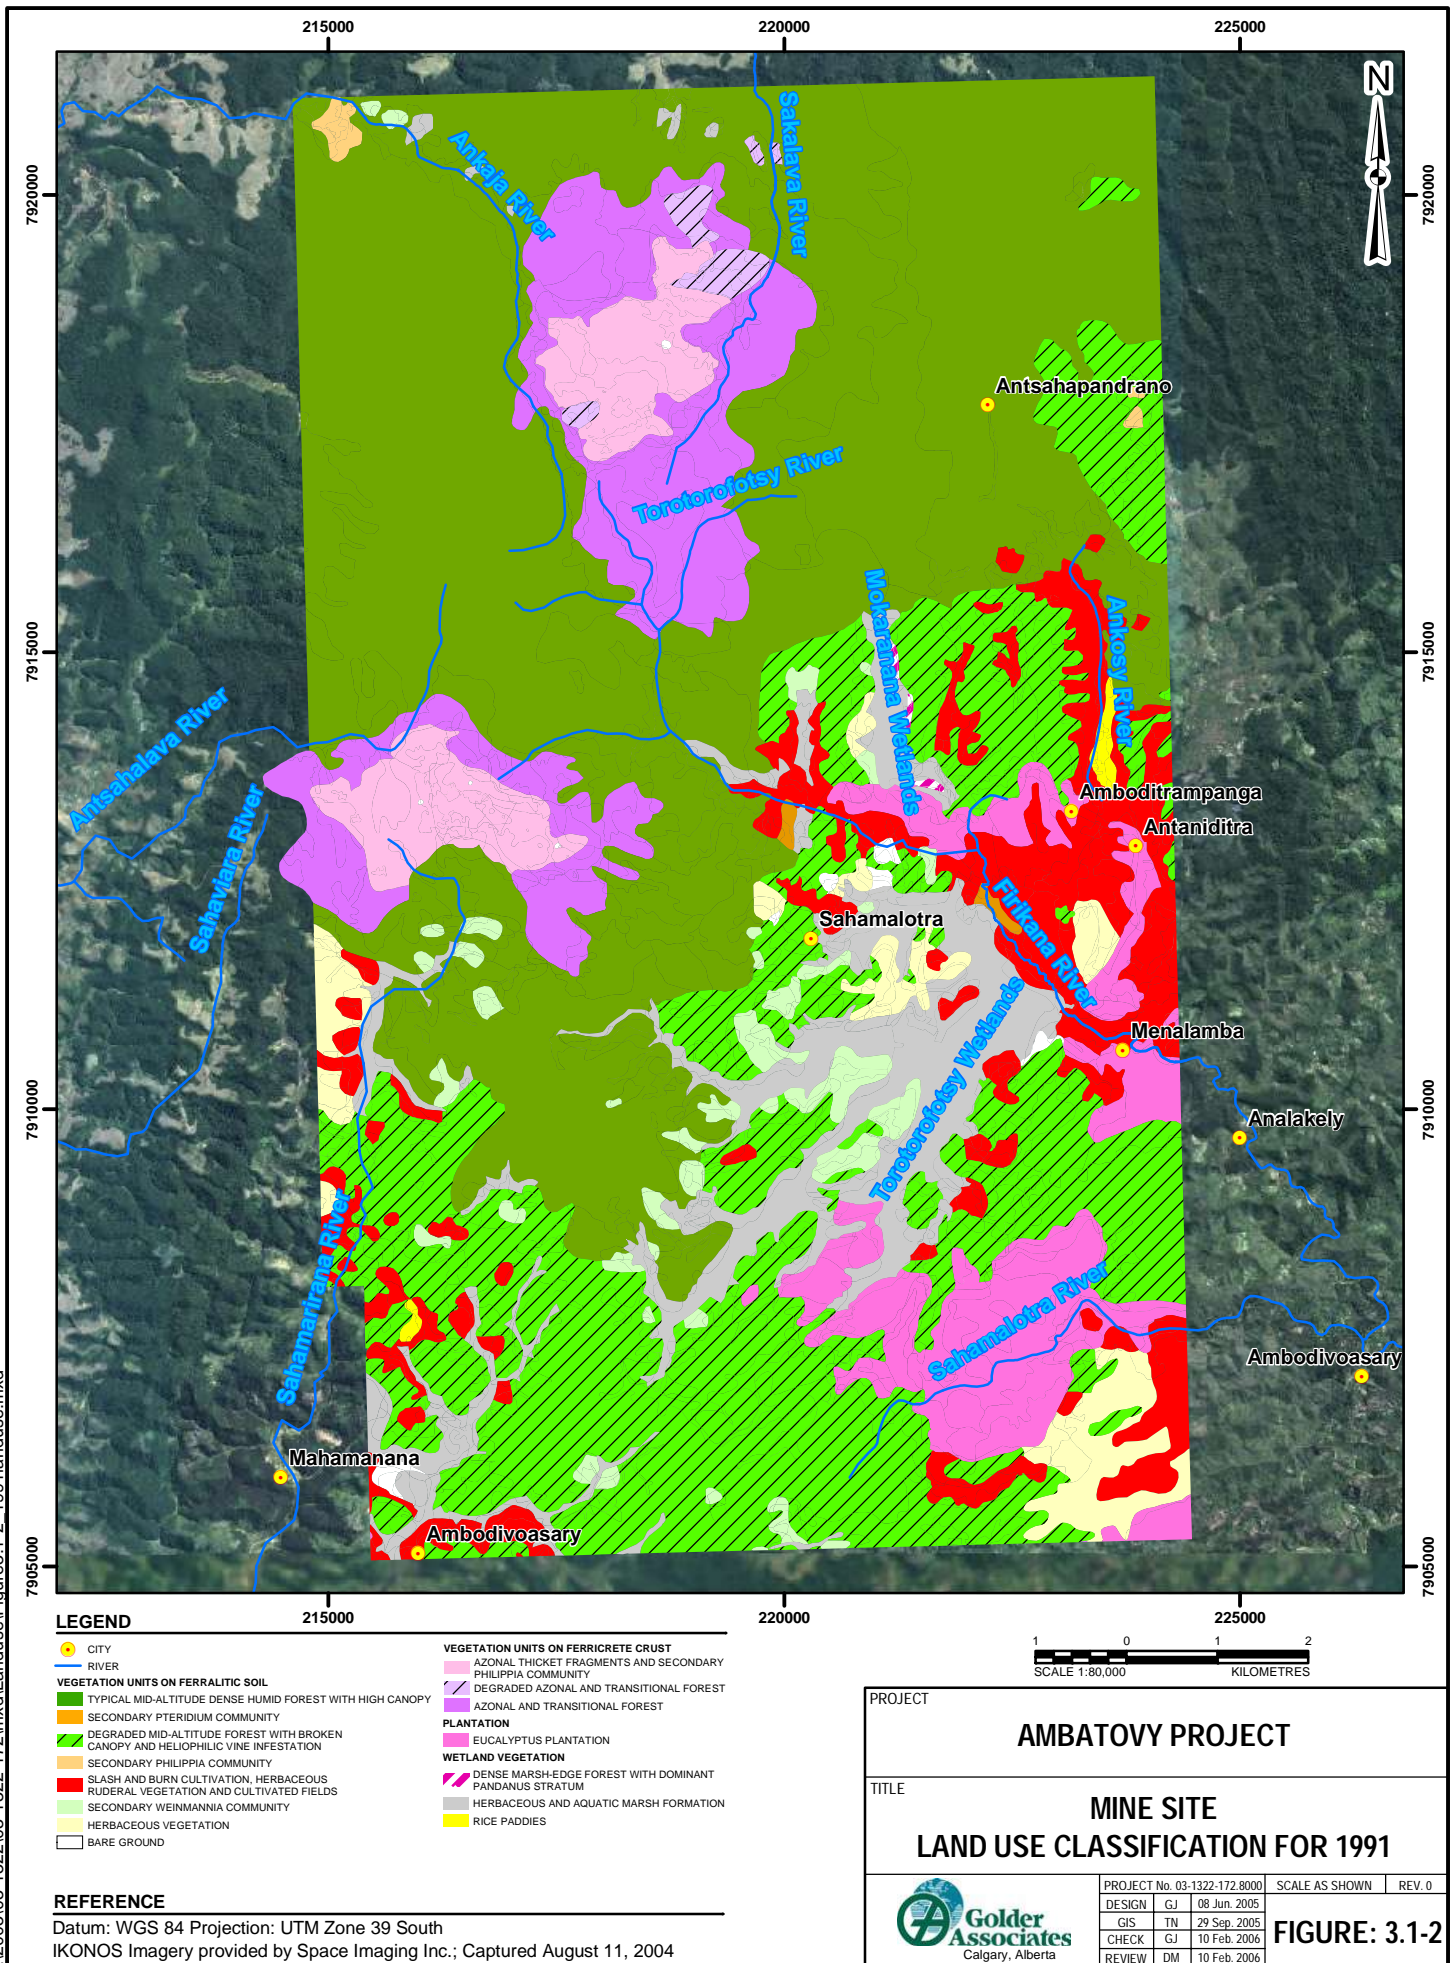 215000
220000
225000
N
7920000
7920000
Ankaja River
Sakalava River
Antsahapandrano
Torotorofotsy River
Mokaranana Wetlands
Ankosy River
7915000
7915000
Antsahalava River
Sahaviara River
Amboditrampanga
Antaniditra
Sahamalotra
Firikana River
Torotorofotsy Wetlands
Menalamba
7910000
7910000
Analakely
Sahamarirana River
Sahamalotra River
Ambodivoasary
Mahamanana
Ambodivoasary
7905000
7905000
215000
220000
225000
LEGEND
CITY
RIVER
VEGETATION UNITS ON FERRALITIC SOIL
TYPICAL MID-ALTITUDE DENSE HUMID FOREST WITH HIGH CANOPY
SECONDARY PTERIDIUM COMMUNITY
DEGRADED MID-ALTITUDE FOREST WITH BROKEN
CANOPY AND HELIOPHILIC VINE INFESTATION
SECONDARY PHILIPPIA COMMUNITY
SLASH AND BURN CULTIVATION, HERBACEOUS
RUDERAL VEGETATION AND CULTIVATED FIELDS
SECONDARY WEINMANNIA COMMUNITY
HERBACEOUS VEGETATION
BARE GROUND
VEGETATION UNITS ON FERRICRETE CRUST
AZONAL THICKET FRAGMENTS AND SECONDARY
PHILIPPIA COMMUNITY
DEGRADED AZONAL AND TRANSITIONAL FOREST
AZONAL AND TRANSITIONAL FOREST
PLANTATION
EUCALYPTUS PLANTATION
WETLAND VEGETATION
DENSE MARSH-EDGE FOREST WITH DOMINANT
PANDANUS STRATUM
HERBACEOUS AND AQUATIC MARSH FORMATION
RICE PADDIES
1 0 1 2
SCALE 1:80,000 KILOMETRES
REFERENCE
Datum: WGS 84 Projection: UTM Zone 39 South
IKONOS Imagery provided by Space Imaging Inc.; Captured August 11, 2004
PROJECT
AMBATOVY PROJECT
TITLE
MINE SITE
LAND USE CLASSIFICATION FOR 1991
Golder
Associates
Calgary, Alberta
PROJECT No. 03-1322-172.8000 SCALE AS SHOWN REV. 0
DESIGN GJ 08 Jun. 2005
GIS TN 29 Sep. 2005
CHECK GJ 10 Feb. 2006
REVIEW DM 10 Feb. 2006
FIGURE: 3.1-2